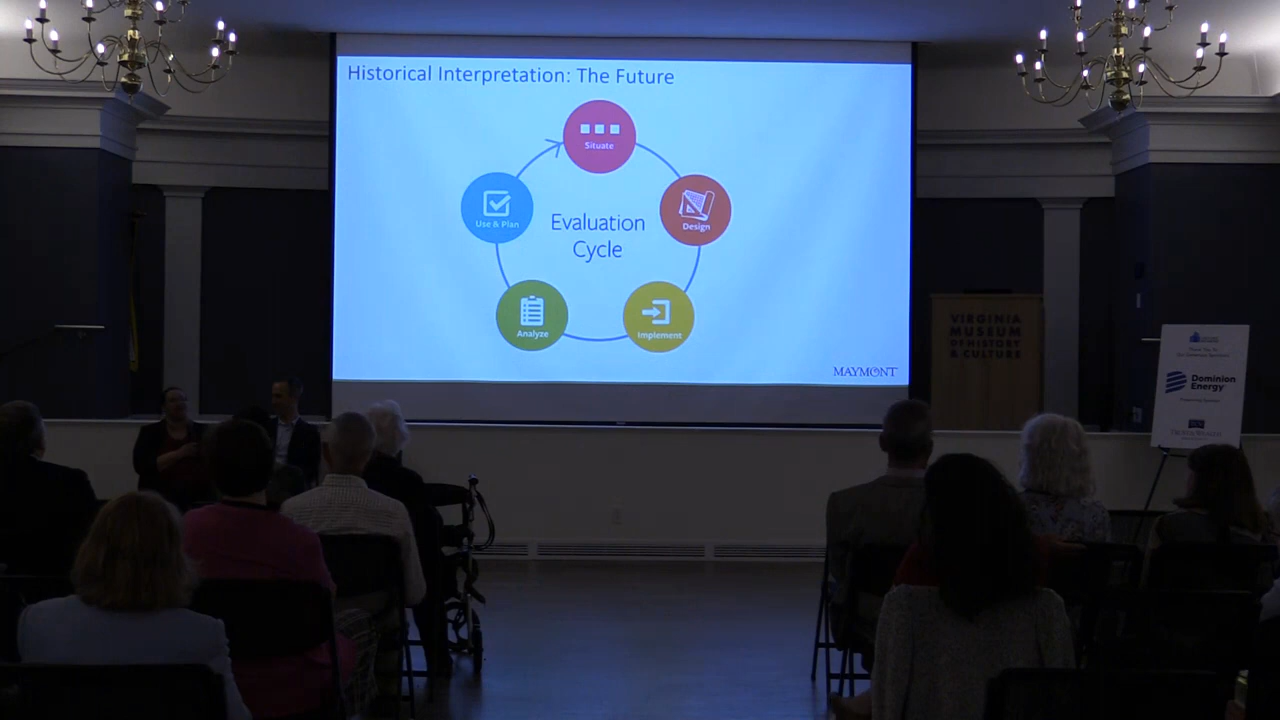 Historical Interpretation: The Future
Situate
Design
Implement
Analyze
Use & Plan
Evaluation
Cycle
MAYMONT
VIRGINIA
MUSEUM
OF HISTORY
& CULTURE
Dominion
Energy